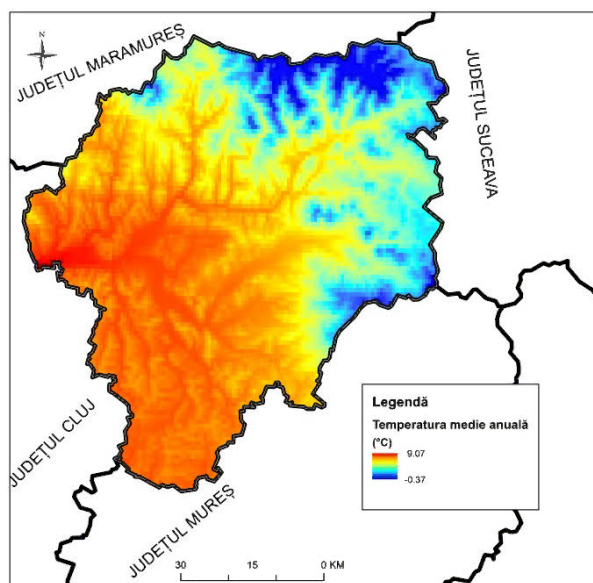 N
JUDEȚUL MARAMUREȘ
JUDEȚUL SUCEAVA
JUDEȚUL CLUJ
JUDEȚUL MUREȘ
Legendă
Temperatura medie anuală
(°C)
9.07
-0.37
30 15 0 KM